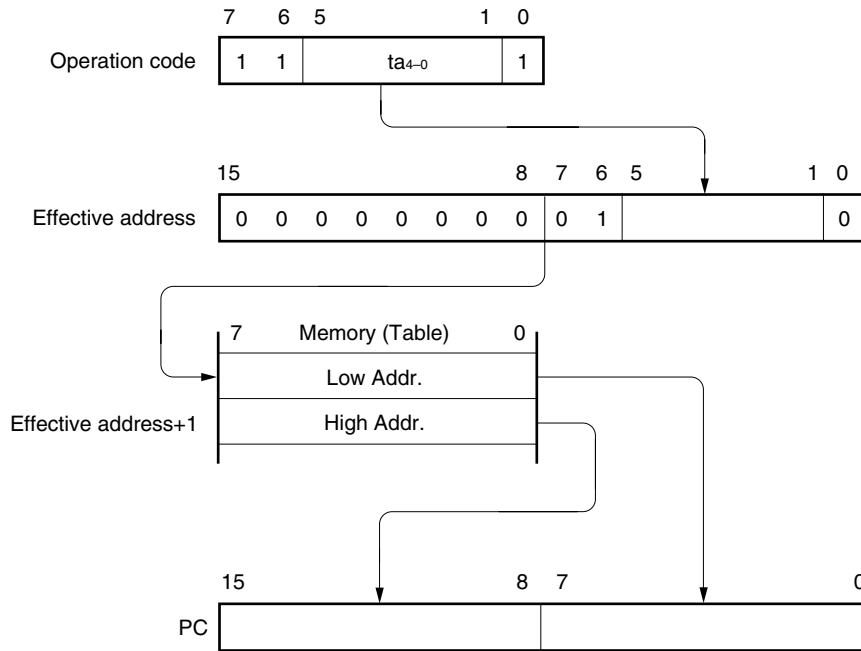 7 6 5 1 0
Operation code 1 1 ta4–0 1
15 8 7 6 5 1 0
Effective address 0 0 0 0 0 0 0 0 0 1 0
7 Memory (Table) 0
Low Addr.
Effective address+1 High Addr.
15 8 7 0
PC